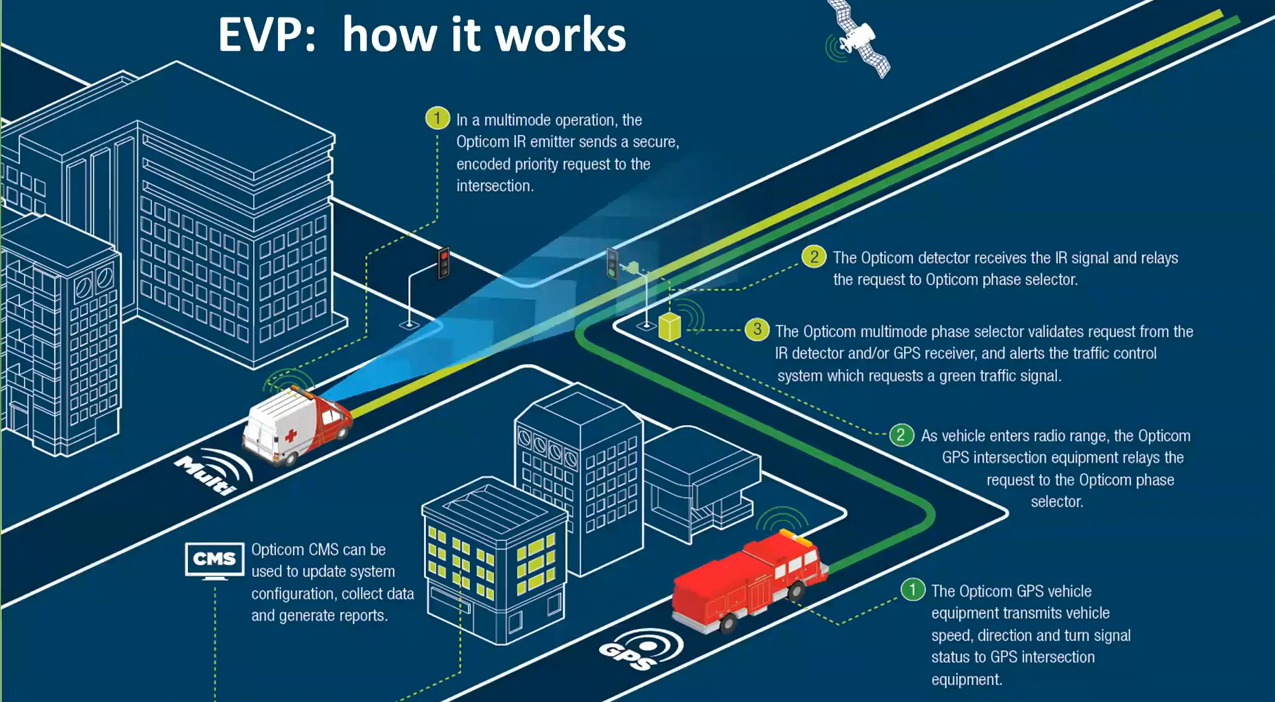 EVP: how it works
1
In a multimode operation, the
Opticom IR emitter sends a secure,
encoded priority request to the
intersection.
2
The Opticom detector receives the IR signal and relays
the request to Opticom phase selector.
3
The Opticom multimode phase selector validates request from the
IR detector and/or GPS receiver, and alerts the traffic control
system which requests a green traffic signal.
2
As vehicle enters radio range, the Opticom
GPS intersection equipment relays the
request to the Opticom phase
selector.
Multi
CMS
Opticom CMS can be
used to update system
configuration, collect data
and generate reports.
GPS
1
The Opticom GPS vehicle
equipment transmits vehicle
speed, direction and turn signal
status to GPS intersection
equipment.